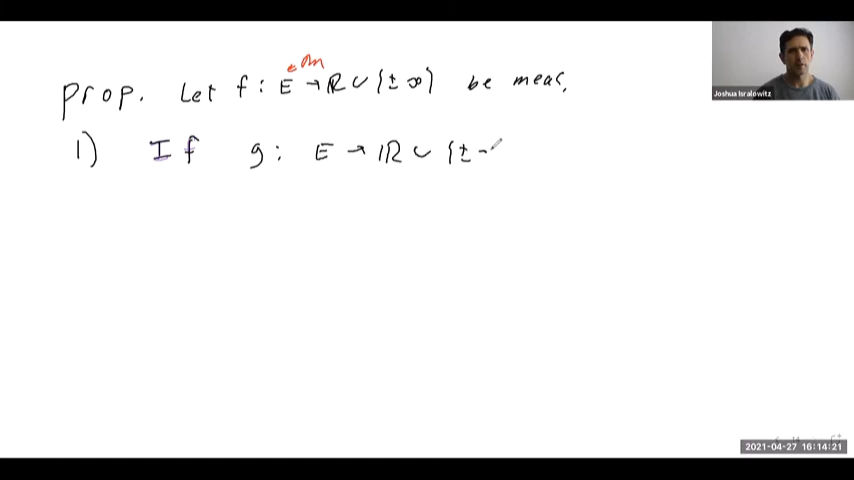 ∈ m
Prop. Let f : E → ℝ ∪ {± ∞} be meas,
1) If g : E → ℝ ∪ {± -
Joshua Isralowitz
2021-04-27 16:14:21